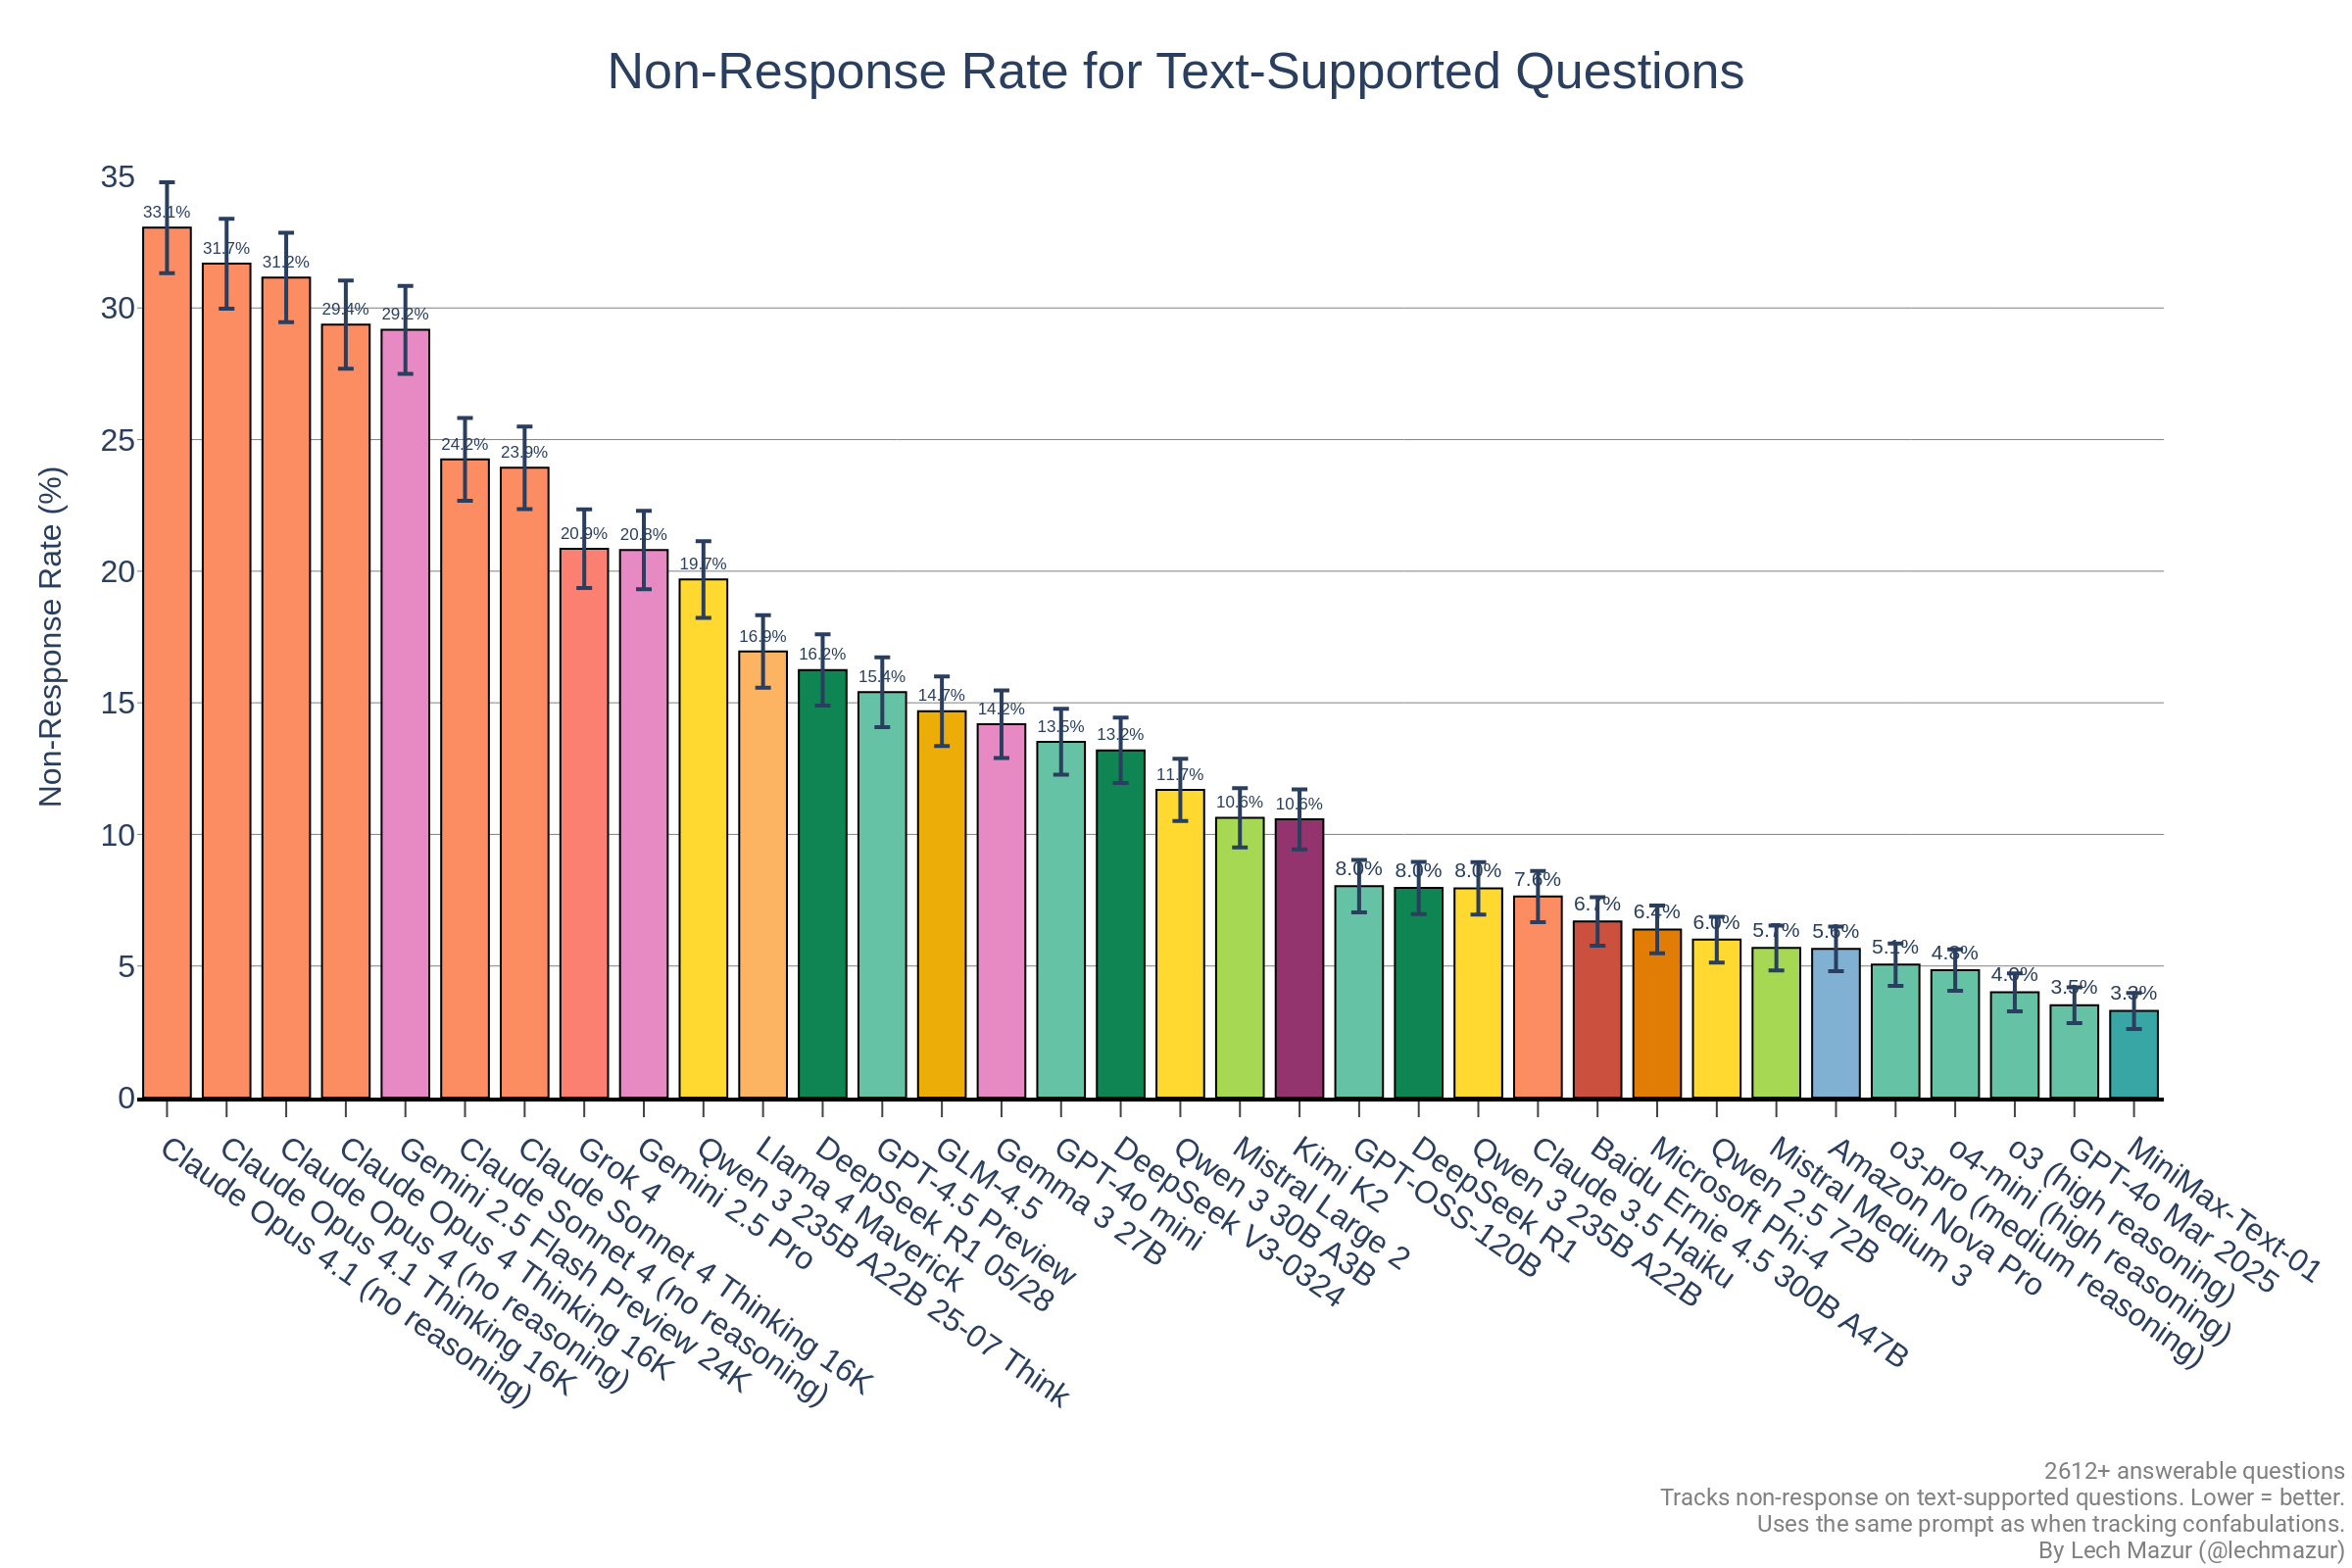 Non-Response Rate for Text-Supported Questions
Non-Response Rate (%)
35
30
25
20
15
10
5
0
33.1%
31.7%
31.2%
29.4%
29.2%
24.2%
23.9%
20.9%
20.8%
19.7%
16.9%
16.2%
15.4%
14.7%
14.2%
13.5%
13.2%
11.7%
10.6%
10.6%
8.0%
8.0%
8.0%
7.6%
6.7%
6.4%
6.0%
5.7%
5.6%
5.1%
4.8%
4.0%
3.5%
3.3%
Claude Opus 4.1 (no reasoning)
Claude Opus 4.1 Thinking 16K
Claude Opus 4 (no reasoning)
Claude Opus 4 Thinking 16K
Gemini 2.5 Flash Preview 24K
Claude Sonnet 4 (no reasoning)
Claude Sonnet 4 Thinking 16K
Grok 4
Gemini 2.5 Pro
Qwen 3 235B A22B 25-07 Think
Llama 4 Maverick
DeepSeek R1 05/28
GPT-4.5 Preview
GLM-4.5
Gemma 3 27B
GPT-4o mini
DeepSeek V3-0324
Qwen 3 30B A3B
Mistral Large 2
Kimi K2
GPT-OSS-120B
DeepSeek R1
Qwen 3 235B A22B
Claude 3.5 Haiku
Baidu Ernie 4.5 300B A47B
Microsoft Phi-4
Qwen 2.5 72B
Mistral Medium 3
Amazon Nova Pro
o3-pro (medium reasoning)
o4-mini (high reasoning)
o3 (high reasoning)
GPT-4o Mar 2025
MiniMax-Text-01
2612+ answerable questions
Tracks non-response on text-supported questions. Lower = better.
Uses the same prompt as when tracking confabulations.
By Lech Mazur (@lechmazur)